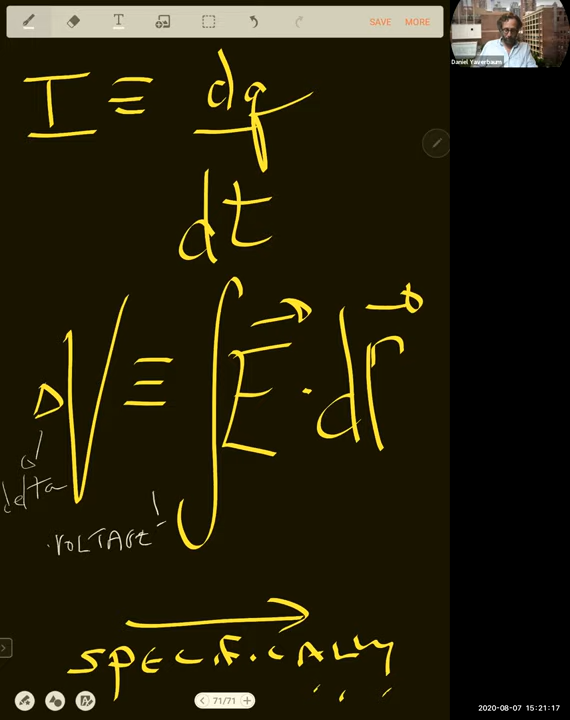 T SAVE MORE
Daniel Yaverbaum
I ≡ dq
dt
ΔV ≡ ∫ E⃗ · dr⃗
delta
VOLTAGE!
SPECIFICALLY
71/71
2020-08-07 15:21:17